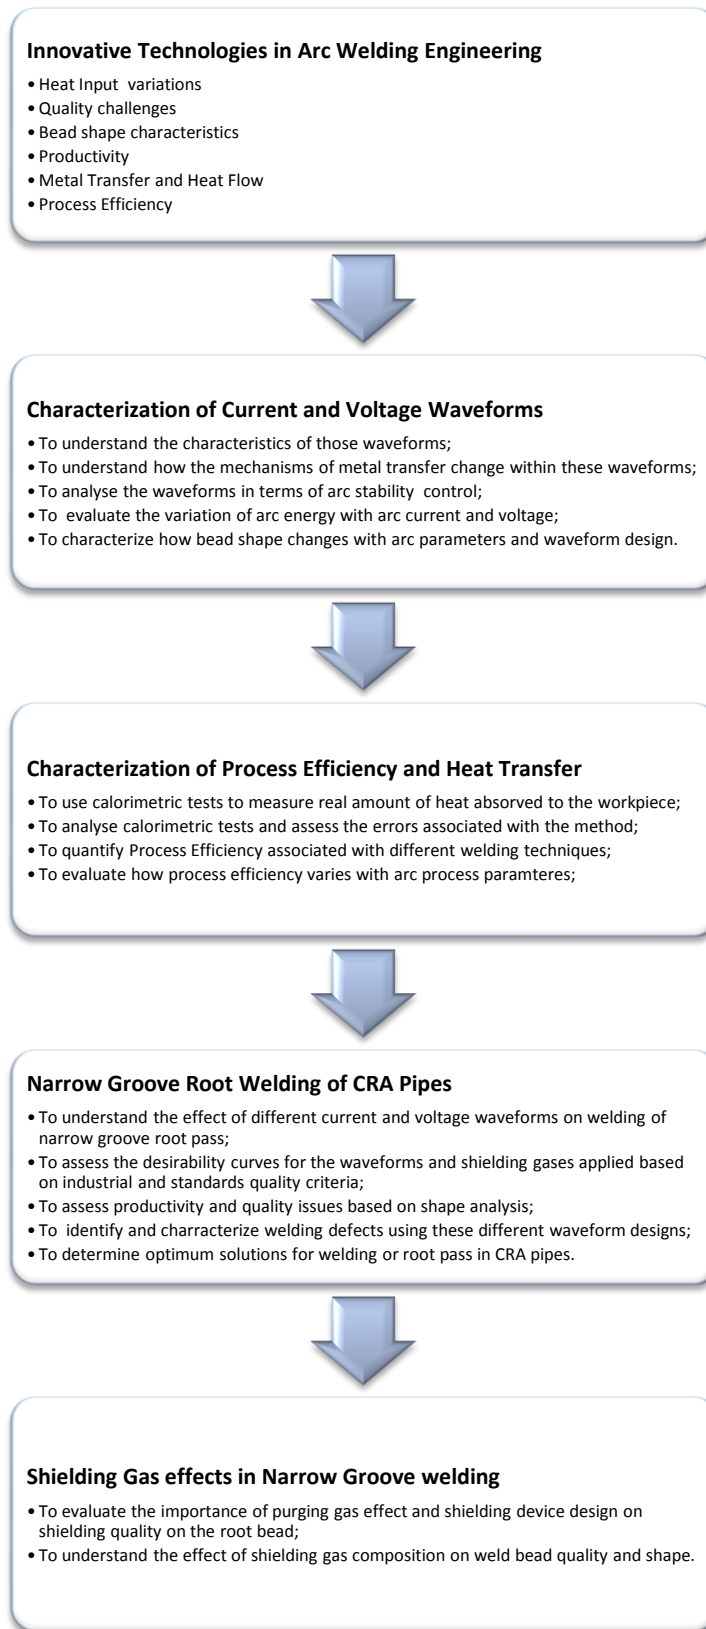 Innovative Technologies in Arc Welding Engineering
• Heat Input variations
• Quality challenges
• Bead shape characteristics
• Productivity
• Metal Transfer and Heat Flow
• Process Efficiency
Characterization of Current and Voltage Waveforms
• To understand the characteristics of those waveforms;
• To understand how the mechanisms of metal transfer change within these waveforms;
• To analyse the waveforms in terms of arc stability control;
• To evaluate the variation of arc energy with arc current and voltage;
• To characterize how bead shape changes with arc parameters and waveform design.
Characterization of Process Efficiency and Heat Transfer
• To use calorimetric tests to measure real amount of heat absorved to the workpiece;
• To analyse calorimetric tests and assess the errors associated with the method;
• To quantify Process Efficiency associated with different welding techniques;
• To evaluate how process efficiency varies with arc process paramteres;
Narrow Groove Root Welding of CRA Pipes
• To understand the effect of different current and voltage waveforms on welding of
narrow groove root pass;
• To assess the desirability curves for the waveforms and shielding gases applied based
on industrial and standards quality criteria;
• To assess productivity and quality issues based on shape analysis;
• To identify and charracterize welding defects using these different waveform designs;
• To determine optimum solutions for welding or root pass in CRA pipes.
Shielding Gas effects in Narrow Groove welding
• To evaluate the importance of purging gas effect and shielding device design on
shielding quality on the root bead;
• To understand the effect of shielding gas composition on weld bead quality and shape.